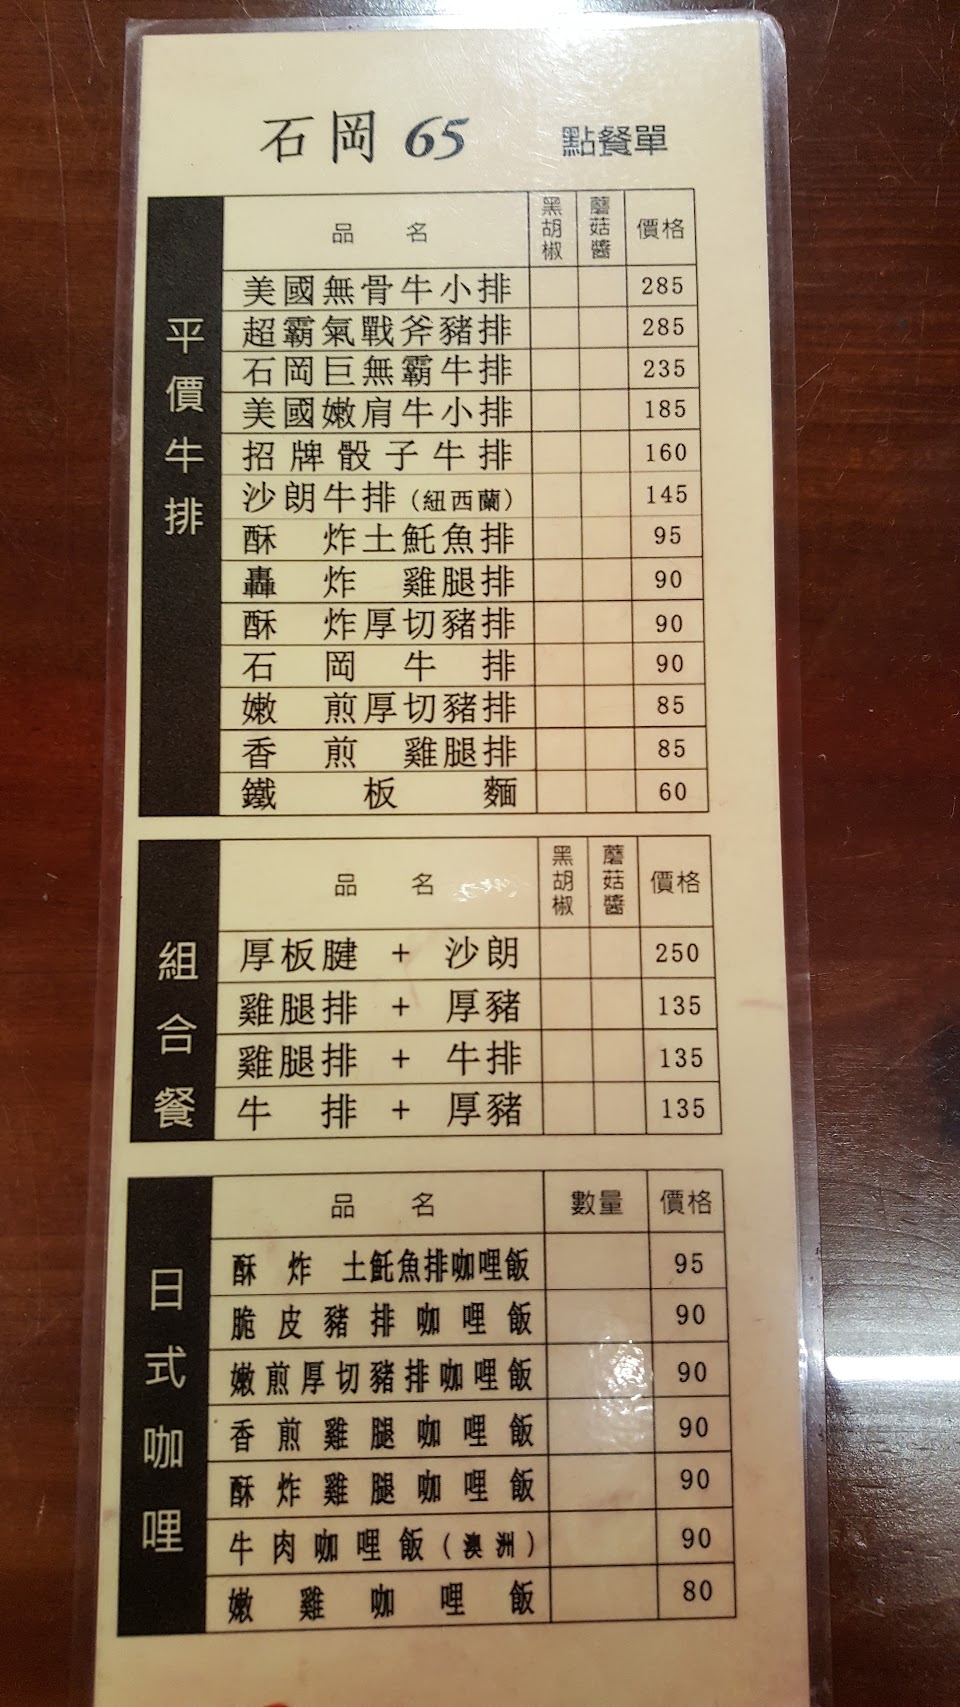 石岡 65 點餐單
平價牛排
品名 黑胡椒 蘑菇醬 價格
美國無骨牛小排 285
超霸氣戰斧豬排 285
石岡巨無霸牛排 235
美國嫩肩牛小排 185
招牌骰子牛排 160
沙朗牛排(紐西蘭) 145
酥炸土魠魚排 95
轟炸雞腿排 90
酥炸厚切豬排 90
石岡牛排 90
嫩煎厚切豬排 85
香煎雞腿排 85
鐵板麵 60
組合餐
品名 黑胡椒 蘑菇醬 價格
厚板腱 + 沙朗 250
雞腿排 + 厚豬 135
雞腿排 + 牛排 135
牛排 + 厚豬 135
日式咖哩
品名 數量 價格
酥炸土魠魚排咖哩飯 95
脆皮豬排咖哩飯 90
嫩煎厚切豬排咖哩飯 90
香煎雞腿咖哩飯 90
酥炸雞腿咖哩飯 90
牛肉咖哩飯(澳洲) 90
嫩雞咖哩飯 80